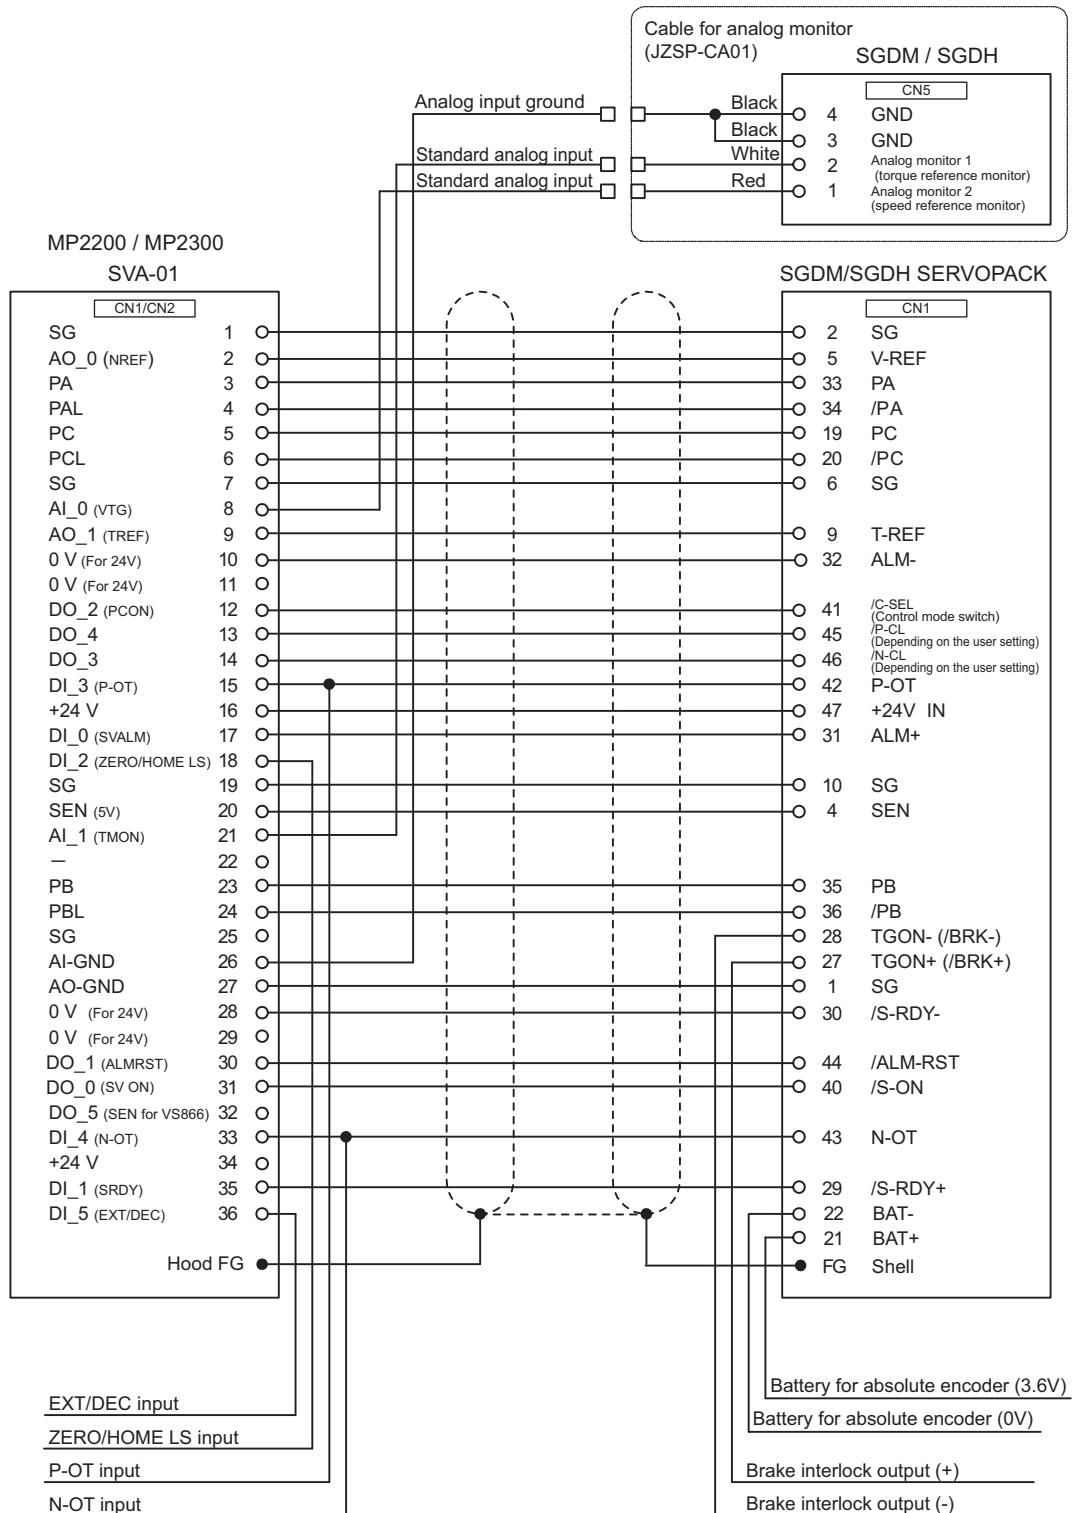 Cable for analog monitor
(JZSP-CA01)
SGDM / SGDH
CN5
Analog input ground
Black
4 GND
Black
3 GND
Standard analog input
White
2 Analog monitor 1
(torque reference monitor)
Standard analog input
Red
1 Analog monitor 2
(speed reference monitor)
MP2200 / MP2300
SVA-01
SGDM/SGDH SERVOPACK
CN1/CN2
CN1
SG 1 2 SG
AO_0 (NREF) 2 5 V-REF
PA 3 33 PA
PAL 4 34 /PA
PC 5 19 PC
PCL 6 20 /PC
SG 7 6 SG
AI_0 (VTG) 8
AO_1 (TREF) 9 9 T-REF
0 V (For 24V) 10 32 ALM-
0 V (For 24V) 11
DO_2 (PCON) 12 41 /C-SEL
(Control mode switch)
DO_4 13 45 /P-CL
(Depending on the user setting)
DO_3 14 46 /N-CL
(Depending on the user setting)
DI_3 (P-OT) 15 42 P-OT
+24 V 16 47 +24V IN
DI_0 (SVALM) 17 31 ALM+
DI_2 (ZERO/HOME LS) 18
SG 19 10 SG
SEN (5V) 20 4 SEN
AI_1 (TMON) 21
— 22
PB 23 35 PB
PBL 24 36 /PB
SG 25 28 TGON- (/BRK-)
AI-GND 26 27 TGON+ (/BRK+)
AO-GND 27 1 SG
0 V (For 24V) 28 30 /S-RDY-
0 V (For 24V) 29
DO_1 (ALMRST) 30 44 /ALM-RST
DO_0 (SV ON) 31 40 /S-ON
DO_5 (SEN for VS866) 32
DI_4 (N-OT) 33 43 N-OT
+24 V 34
DI_1 (SRDY) 35 29 /S-RDY+
DI_5 (EXT/DEC) 36 22 BAT-
21 BAT+
Hood FG FG Shell
Battery for absolute encoder (3.6V)
EXT/DEC input
Battery for absolute encoder (0V)
ZERO/HOME LS input
P-OT input
Brake interlock output (+)
N-OT input
Brake interlock output (-)